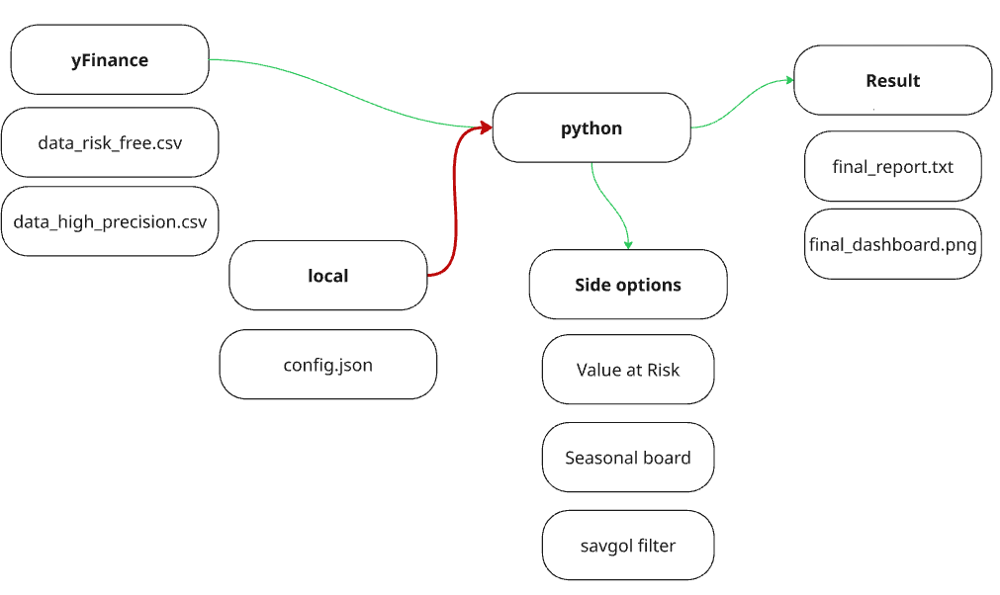 yFinance
data_risk_free.csv
data_high_precision.csv
local
config.json
python
Side options
Value at Risk
Seasonal board
savgol filter
Result
final_report.txt
final_dashboard.png